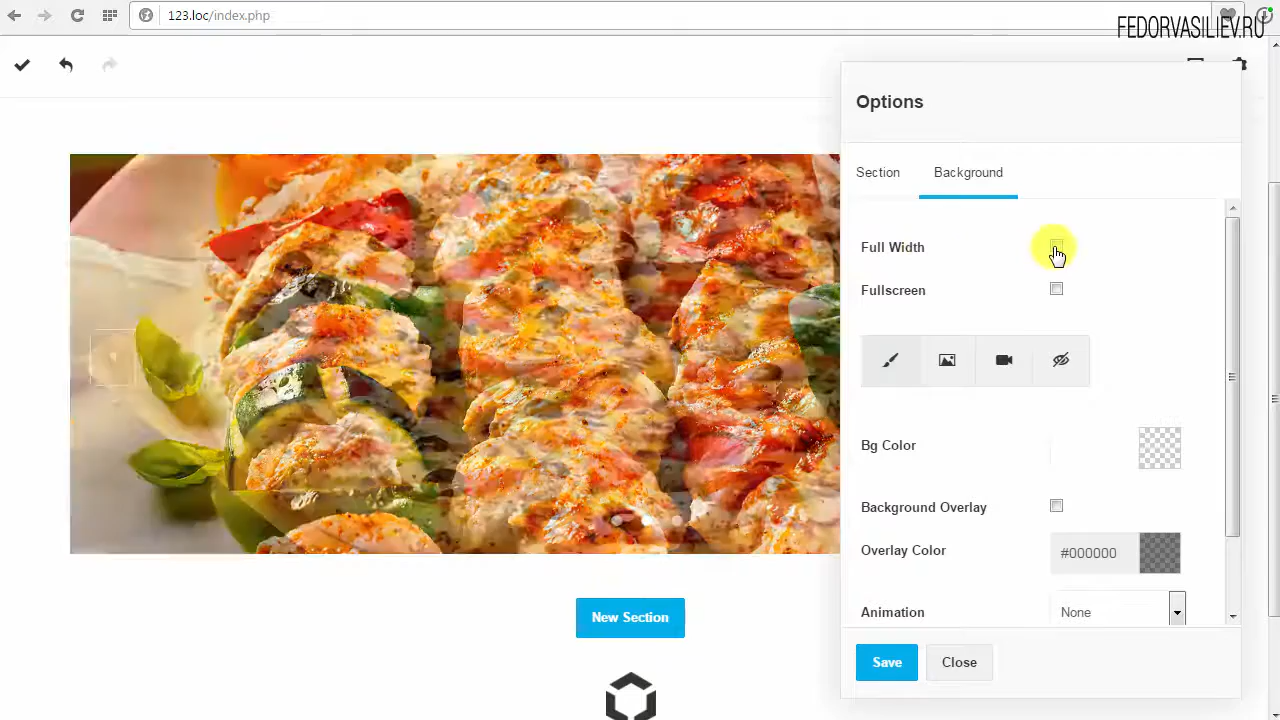 123.loc/index.php
FEDORVASILIEV.RU
Options
Section
Background
Full Width
Fullscreen
Bg Color
Background Overlay
Overlay Color
#000000
Animation
None
New Section
Save
Close